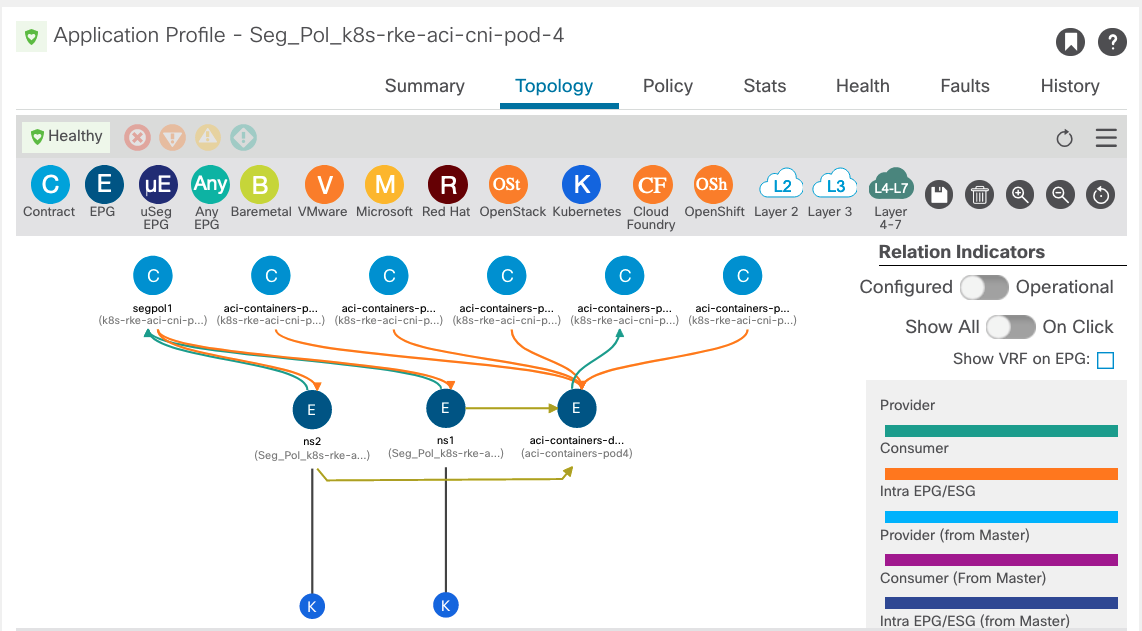 Application Profile - Seg_Pol_k8s-rke-aci-cni-pod-4
?
Summary
Topology
Policy
Stats
Health
Faults
History
Healthy
C
E
µE
Any
B
V
M
R
OSt
K
CF
OSh
L2
L3
L4-L7
Contract
EPG
uSeg
EPG
Any
EPG
Baremetal
VMware
Microsoft
Red Hat
OpenStack
Kubernetes
Cloud
Foundry
OpenShift
Layer 2
Layer 3
Layer
4-7
Relation Indicators
Configured
Operational
Show All
On Click
Show VRF on EPG:
C
C
C
C
C
C
segpol1
aci-containers-p...
aci-containers-p...
aci-containers-p...
aci-containers-p...
aci-containers-p...
(k8s-rke-aci-cni-p...)
(k8s-rke-aci-cni-p...)
(k8s-rke-aci-cni-p...)
(k8s-rke-aci-cni-p...)
(k8s-rke-aci-cni-p...)
(k8s-rke-aci-cni-p...)
E
E
E
ns2
ns1
aci-containers-d...
(Seg_Pol_k8s-rke-a...)
(Seg_Pol_k8s-rke-a...)
(aci-containers-pod4)
K
K
Provider
Consumer
Intra EPG/ESG
Provider (from Master)
Consumer (From Master)
Intra EPG/ESG (from Master)